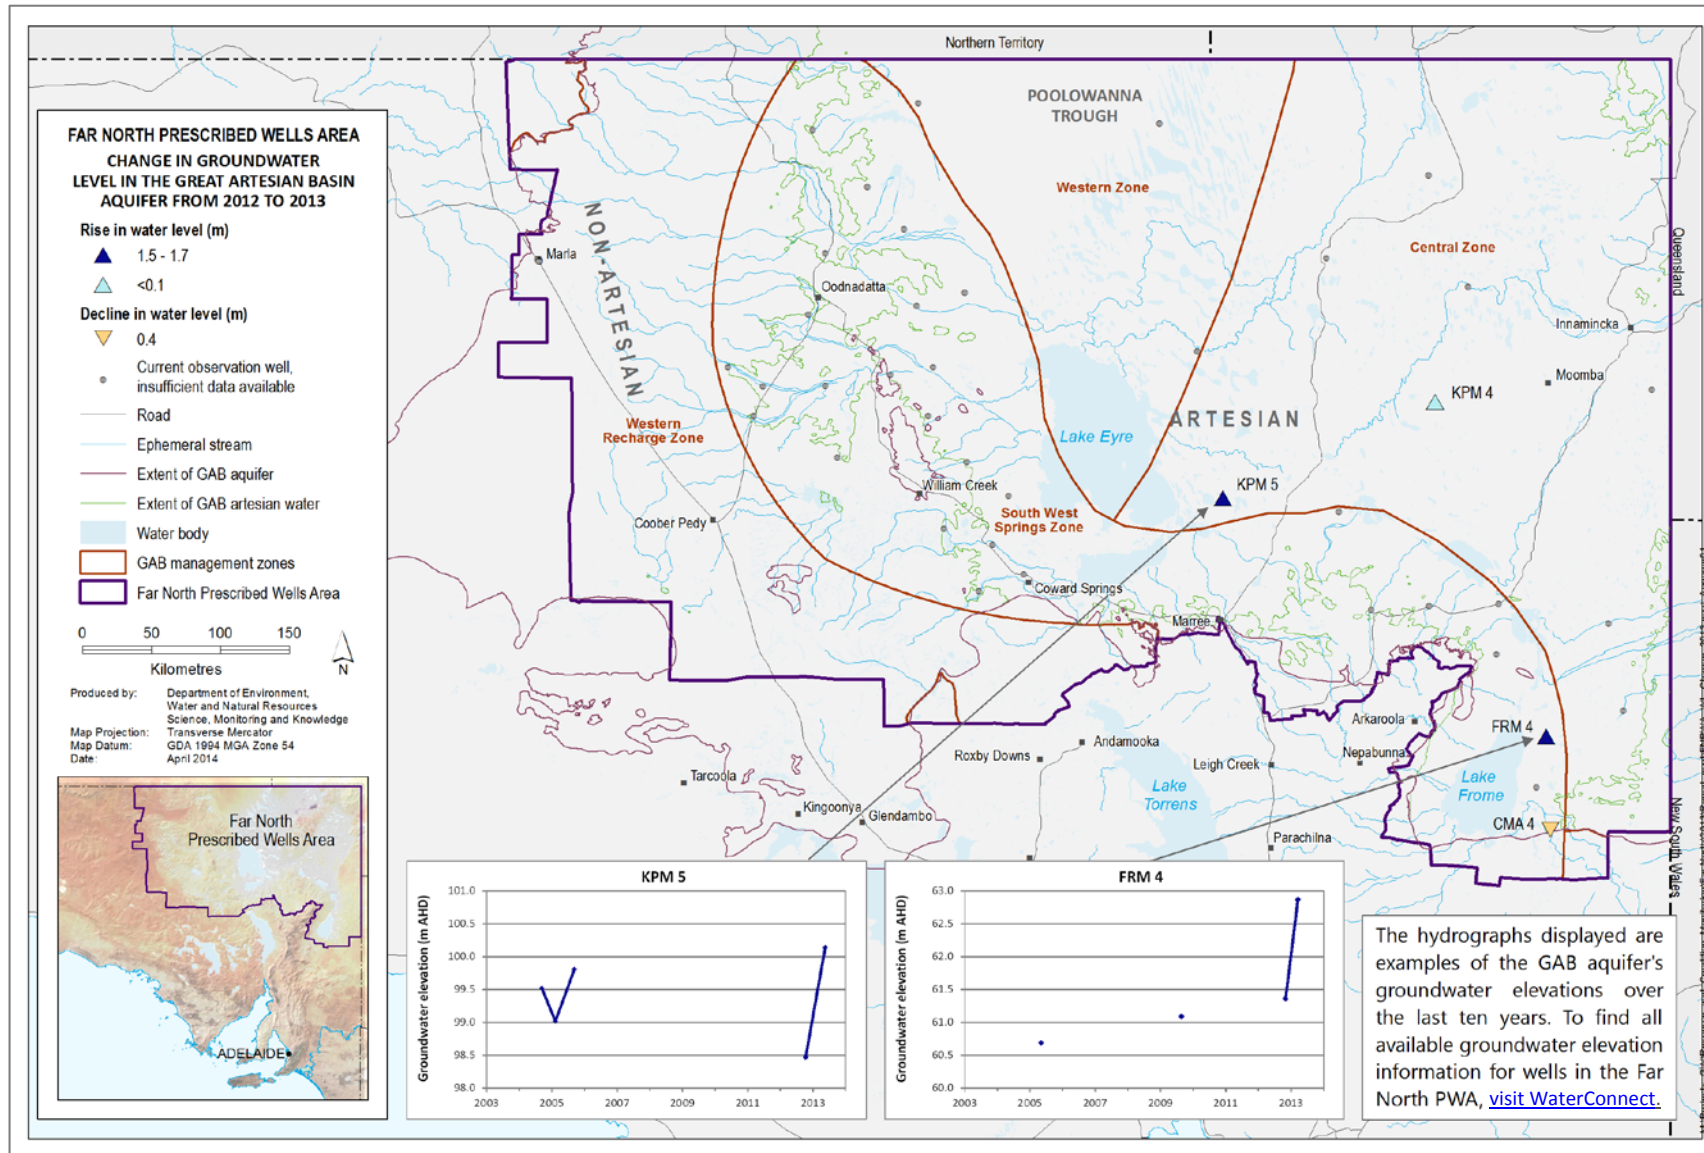 Northern Territory
FAR NORTH PRESCRIBED WELLS AREA
CHANGE IN GROUNDWATER
LEVEL IN THE GREAT ARTESIAN BASIN
AQUIFER FROM 2012 TO 2013
Rise in water level (m)
1.5 - 1.7
<0.1
Decline in water level (m)
0.4
Current observation well,
insufficient data available
Road
Ephemeral stream
Extent of GAB aquifer
Extent of GAB artesian water
Water body
GAB management zones
Far North Prescribed Wells Area
0 50 100 150
Kilometres
N
Produced by: Department of Environment,
Water and Natural Resources
Science, Monitoring and Knowledge
Map Projection: Transverse Mercator
Map Datum: GDA 1994 MGA Zone 54
Date: April 2014
Far North
Prescribed Wells Area
ADELAIDE
POOLOWANNA
TROUGH
Western Zone
Central Zone
Queensland
NON-ARTESIAN
Marla
Oodnadatta
Innamincka
Moomba
KPM 4
ARTESIAN
Western
Recharge Zone
Lake Eyre
William Creek
KPM 5
South West
Springs Zone
Coober Pedy
Coward Springs
Marree
Arkaroola
FRM 4
Andamooka
Roxby Downs
Nepabunna
Leigh Creek
Tarcoola
Lake
Torrens
Lake
Frome
Kingoonya
Glendambo
CMA 4
Parachilna
New South Wales
KPM 5
Groundwater elevation (m AHD)
101.0
100.5
100.0
99.5
99.0
98.5
98.0
2003 2005 2007 2009 2011 2013
FRM 4
Groundwater elevation (m AHD)
63.0
62.5
62.0
61.5
61.0
60.5
60.0
2003 2005 2007 2009 2011 2013
The hydrographs displayed are
examples of the GAB aquifer's
groundwater elevations over
the last ten years. To find all
available groundwater elevation
information for wells in the Far
North PWA, visit WaterConnect.